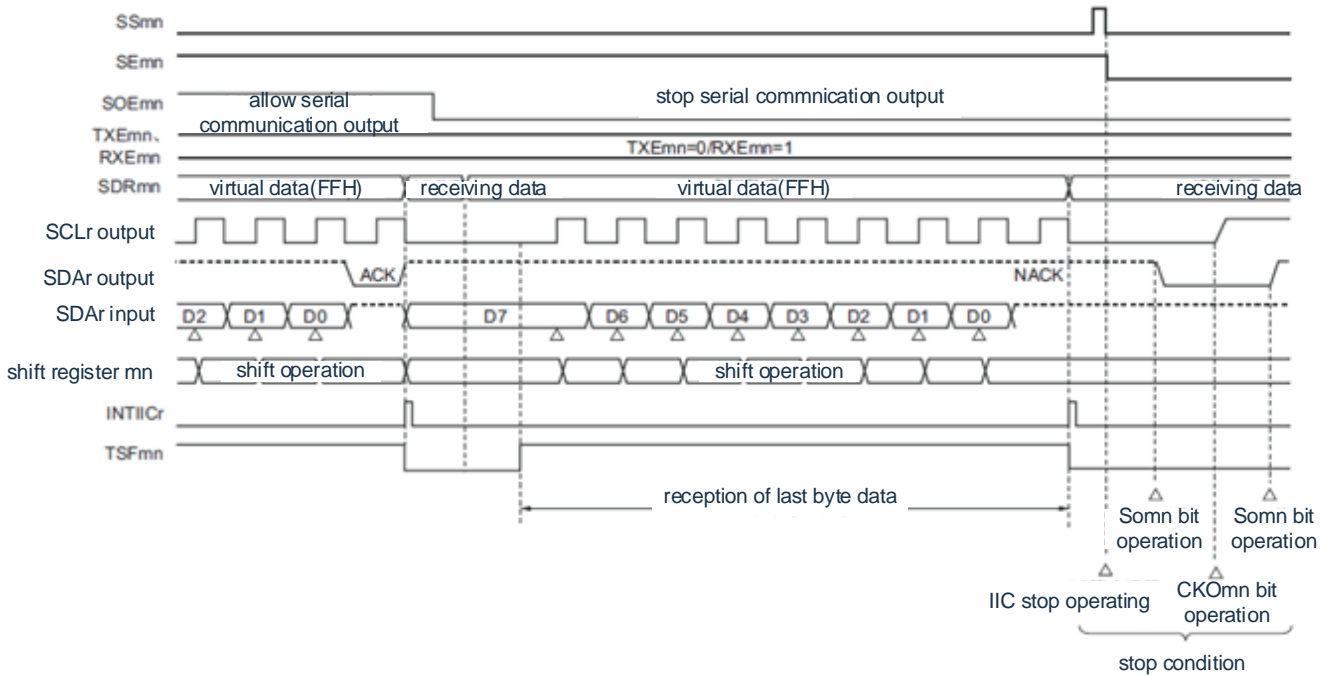 SSmn
SEmn
SOEmn
allow serial
communication output
stop serial commnication output
TXEmn、
RXEmn
TXEmn=0/RXEmn=1
SDRmn
virtual data(FFH)
receiving data
virtual data(FFH)
receiving data
SCLr output
SDAr output
ACK
NACK
SDAr input
D2
D1
D0
D7
D6
D5
D4
D3
D2
D1
D0
shift register mn
shift operation
shift operation
INTIICr
TSFmn
reception of last byte data
Somn bit
operation
Somn bit
operation
IIC stop operating
CKOmn bit
operation
stop condition